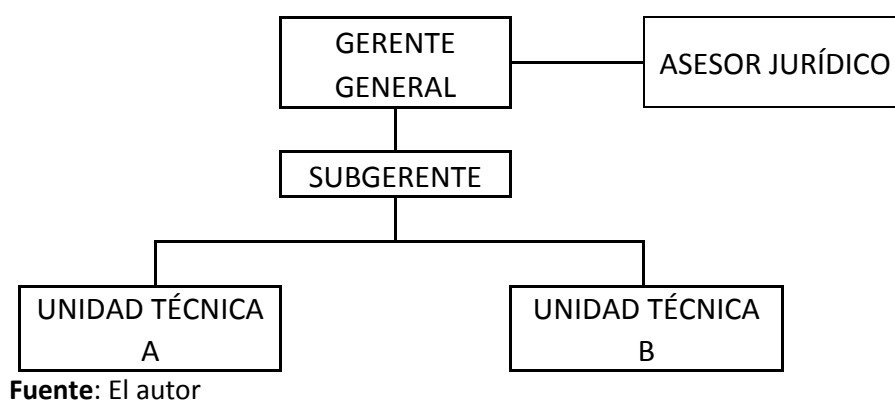 GERENTE
GENERAL
ASESOR JURÍDICO
SUBGERENTE
UNIDAD TÉCNICA
A
UNIDAD TÉCNICA
B
Fuente: El autor